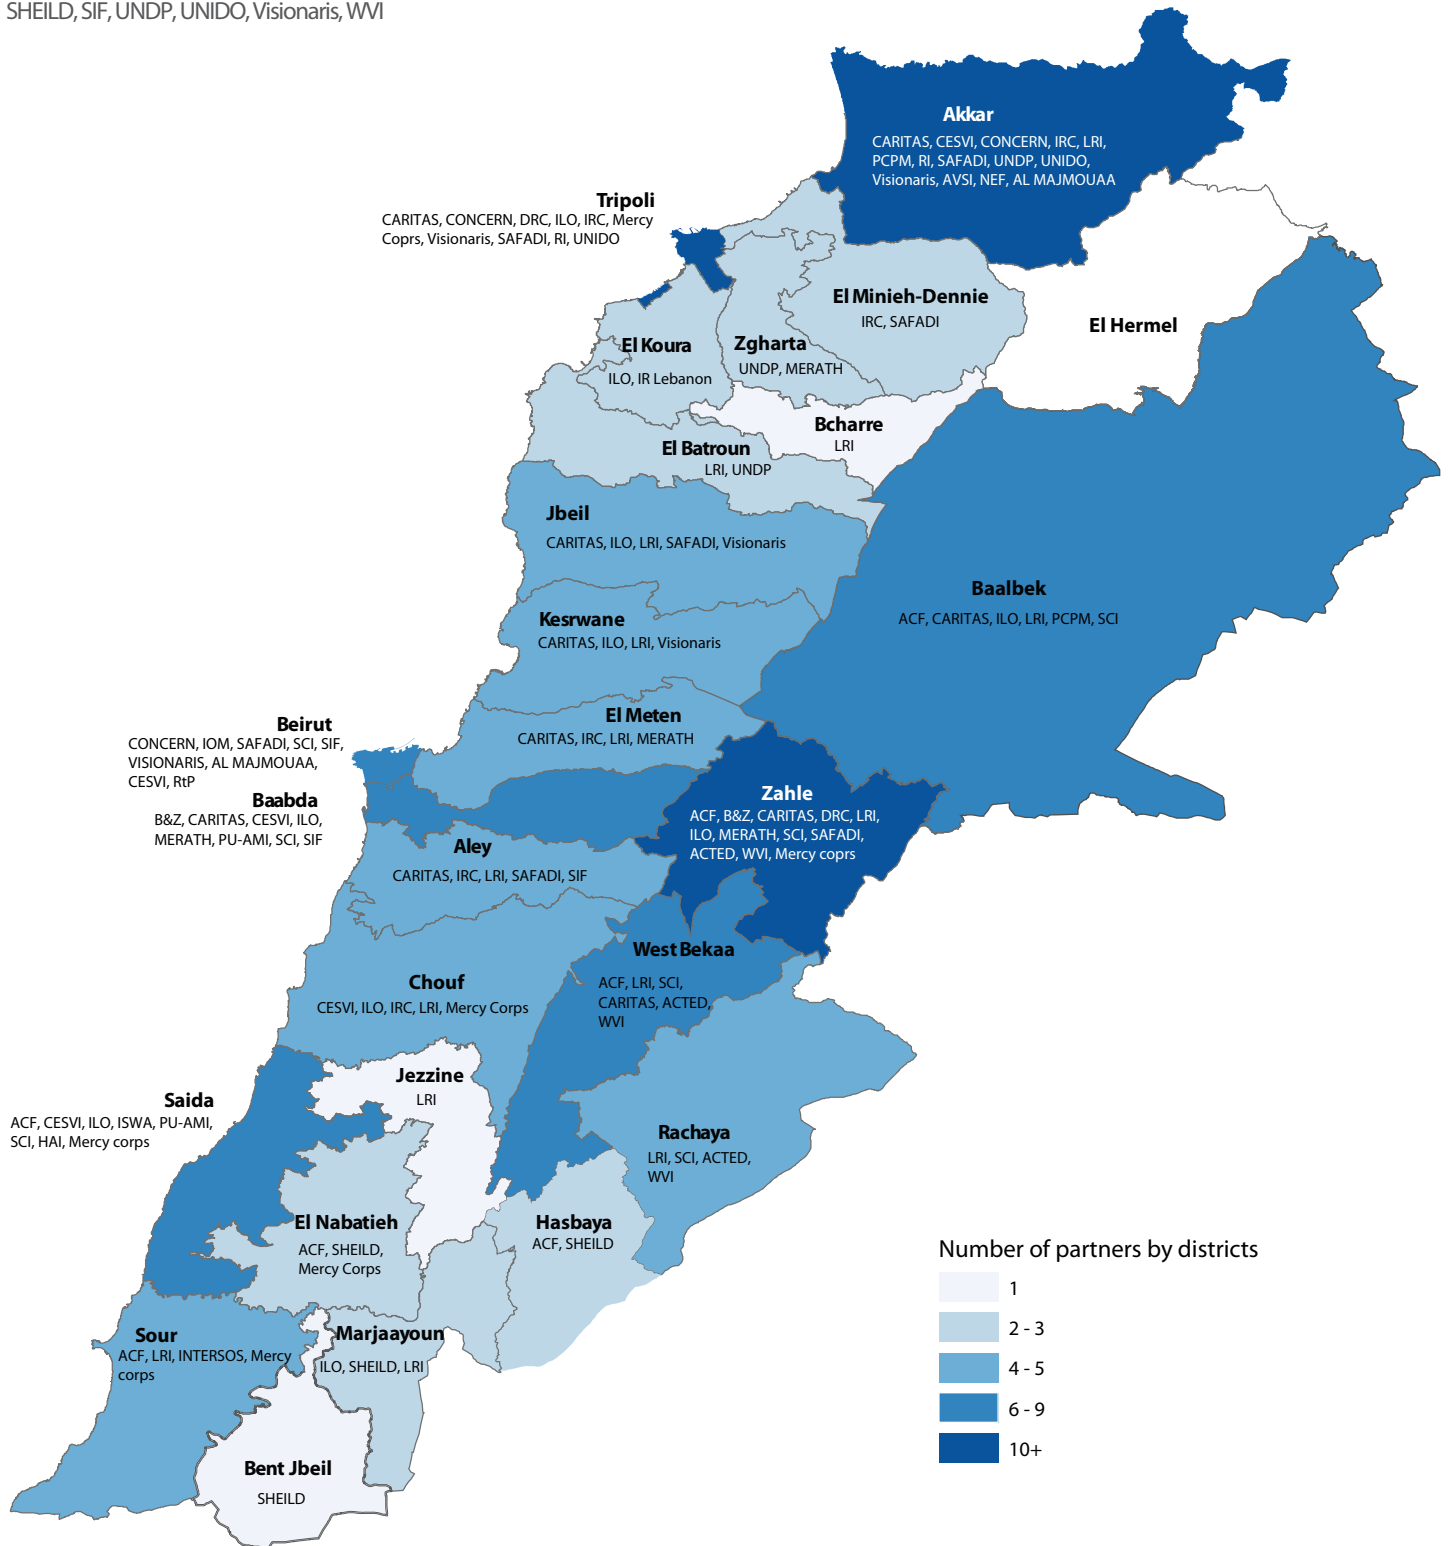 SHEILD, SIF, UNDP, UNIDO, Visionaris, WVI
Akkar
CARITAS, CESVI, CONCERN, IRC, LRI,
PCPM, RI, SAFADI, UNDP, UNIDO,
Visionaris, AVSI, NEF, AL MAJMOUAA
Tripoli
CARITAS, CONCERN, DRC, ILO, IRC, Mercy
Coprs, Visionaris, SAFADI, RI, UNIDO
El Minieh-Dennie
IRC, SAFADI
El Hermel
El Koura
ILO, IR Lebanon
Zgharta
UNDP, MERATH
Bcharre
LRI
El Batroun
LRI, UNDP
Jbeil
CARITAS, ILO, LRI, SAFADI, Visionaris
Baalbek
ACF, CARITAS, ILO, LRI, PCPM, SCI
Kesrwane
CARITAS, ILO, LRI, Visionaris
El Meten
CARITAS, IRC, LRI, MERATH
Beirut
CONCERN, IOM, SAFADI, SCI, SIF,
VISIONARIS, AL MAJMOUAA,
CESVI, RtP
Baabda
B&Z, CARITAS, CESVI, ILO,
MERATH, PU-AMI, SCI, SIF
Zahle
ACF, B&Z, CARITAS, DRC, LRI,
ILO, MERATH, SCI, SAFADI,
ACTED, WVI, Mercy coprs
Aley
CARITAS, IRC, LRI, SAFADI, SIF
West Bekaa
ACF, LRI, SCI,
CARITAS, ACTED,
WVI
Chouf
CESVI, ILO, IRC, LRI, Mercy Corps
Jezzine
LRI
Saida
ACF, CESVI, ILO, ISWA, PU-AMI,
SCI, HAI, Mercy corps
Rachaya
LRI, SCI, ACTED,
WVI
El Nabatieh
ACF, SHEILD,
Mercy Corps
Hasbaya
ACF, SHEILD
Sour
ACF, LRI, INTERSOS, Mercy
corps
Marjaayoun
ILO, SHEILD, LRI
Bent Jbeil
SHEILD
Number of partners by districts
1
2 - 3
4 - 5
6 - 9
10+